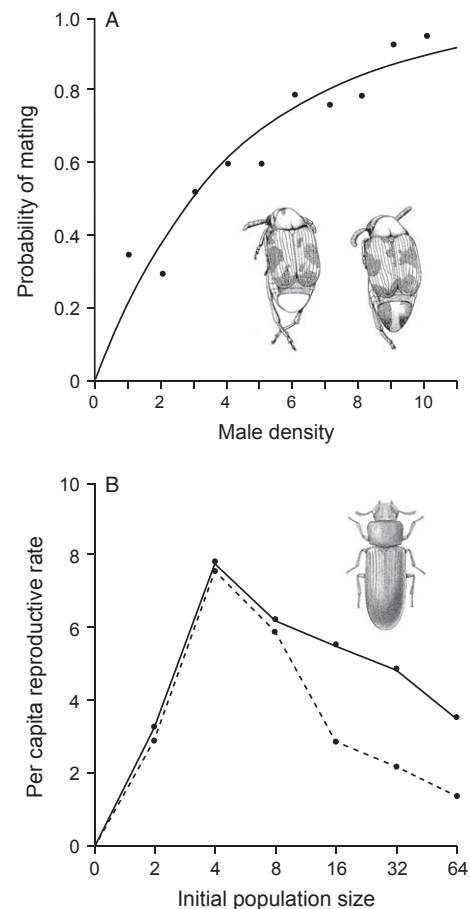 A
1.0
0.8
0.6
0.4
0.2
0
Probability of mating
0 2 4 6 8 10
Male density
B
10
8
6
4
2
0
Per capita reproductive rate
0 2 4 8 16 32 64
Initial population size